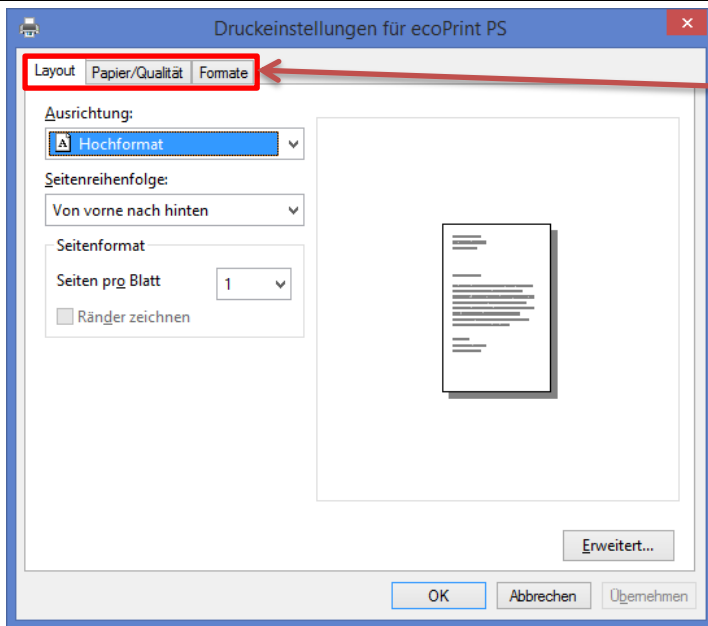 Druckeinstellungen für ecoPrint PS
Layout Papier/Qualität Formate
Ausrichtung:
A Hochformat
Seitenreihenfolge:
Von vorne nach hinten
Seitenformat
Seiten pro Blatt 1
Ränder zeichnen
Erweitert...
OK Abbrechen Übernehmen